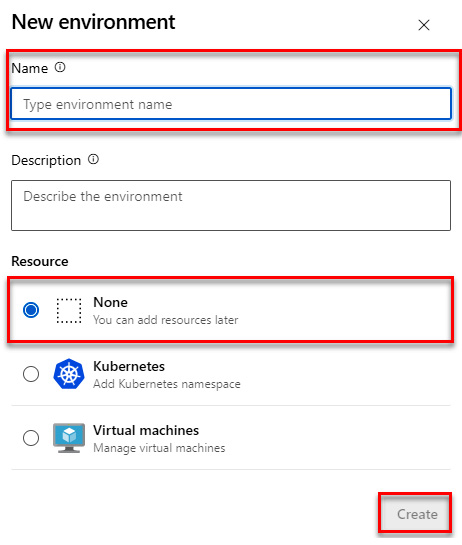 New environment
Name
Type environment name
Description
Describe the environment
Resource
None
You can add resources later
Kubernetes
Add Kubernetes namespace
Virtual machines
Manage virtual machines
Create